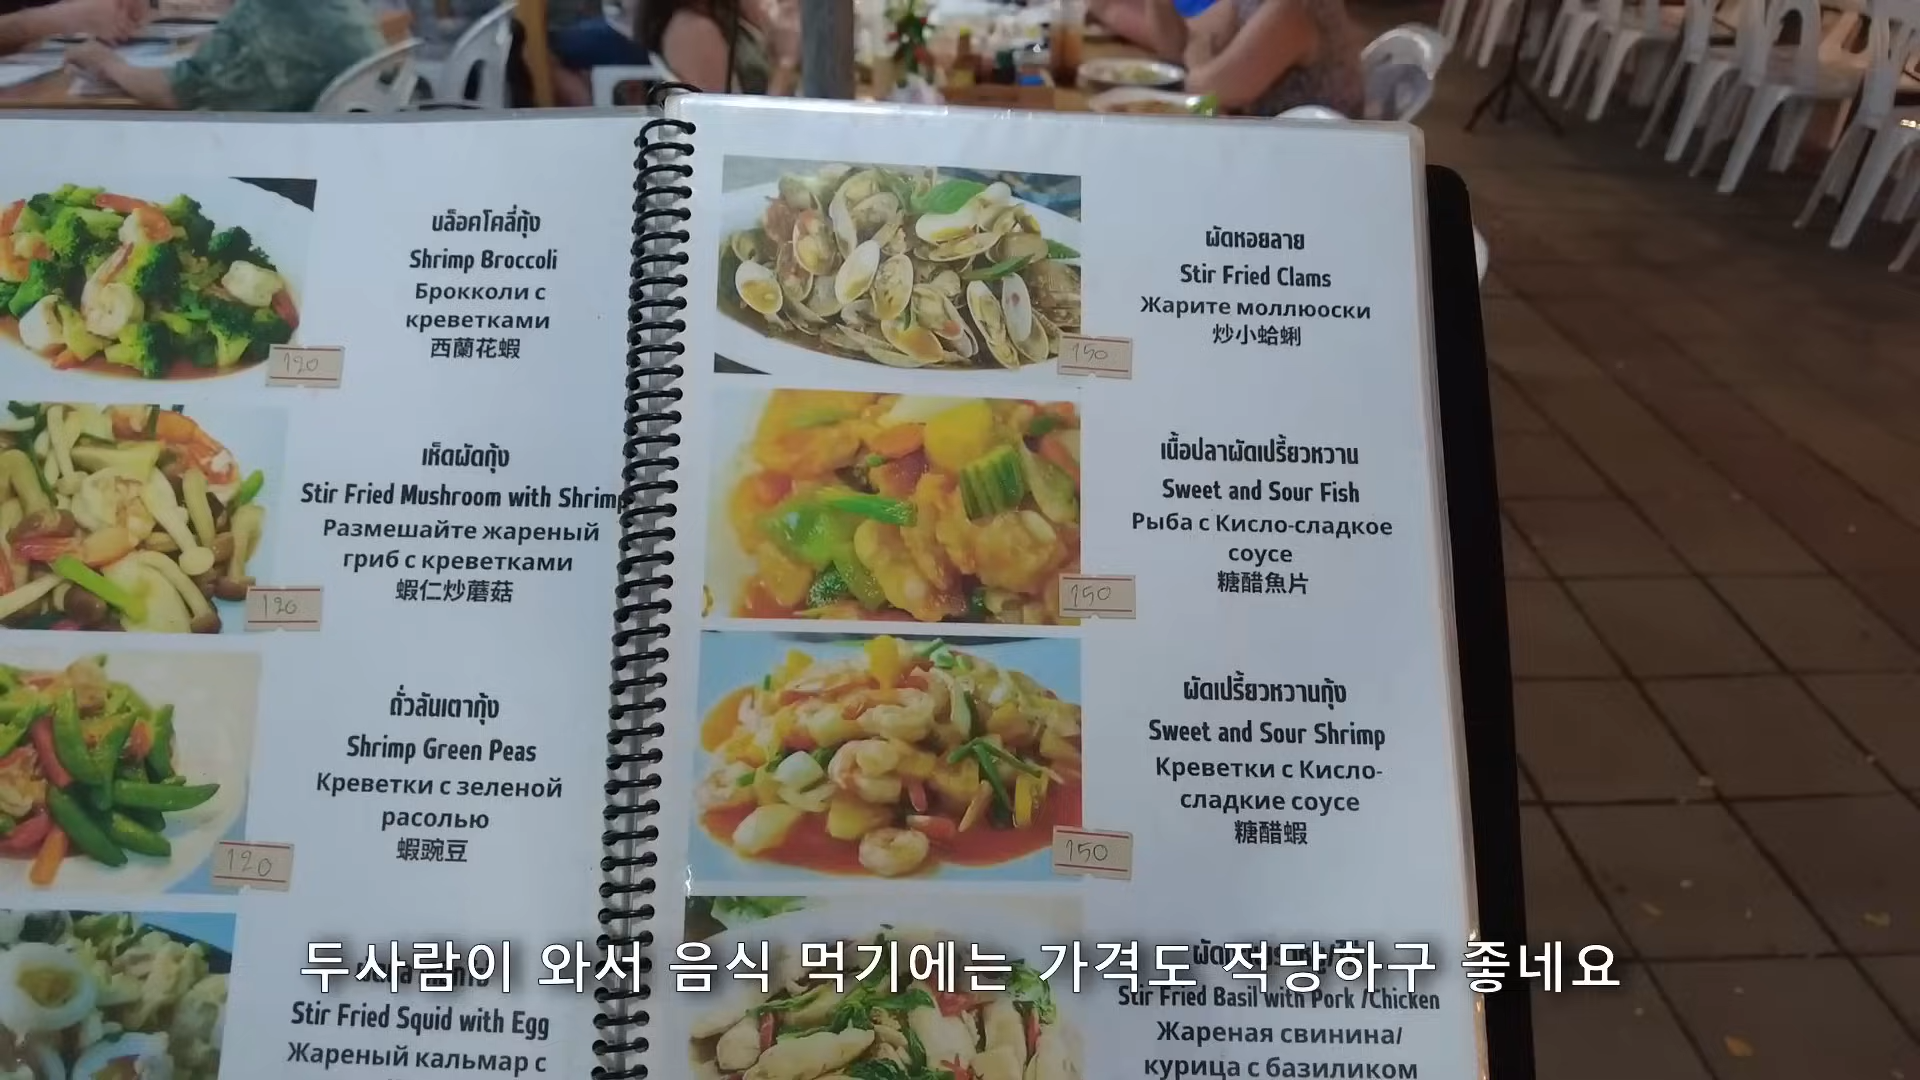 บล็อคโคลี่กุ้ง
Shrimp Broccoli
Брокколи с
креветками
西蘭花蝦
120
เห็ดผัดกุ้ง
Stir Fried Mushroom with Shrimp
Размешайте жареный
гриб с креветками
蝦仁炒蘑菇
120
ถั่วลันเตากุ้ง
Shrimp Green Peas
Креветки с зеленой
расолью
蝦豌豆
120
Stir Fried Squid with Egg
Жареный кальмар с
ผัดหอยลาย
Stir Fried Clams
Жарите моллюоски
炒小蛤蜊
150
เนื้อปลาผัดเปรี้ยวหวาน
Sweet and Sour Fish
Рыба с Кисло-сладкое
соусе
糖醋魚片
150
ผัดเปรี้ยวหวานกุ้ง
Sweet and Sour Shrimp
Креветки с Кисло-
сладкие соусе
糖醋蝦
150
Stir Fried Basil with Pork /Chicken
Жареная свинина/
курица с базиликом
두사람이 와서 음식 먹기에는 가격도 적당하구 좋네요